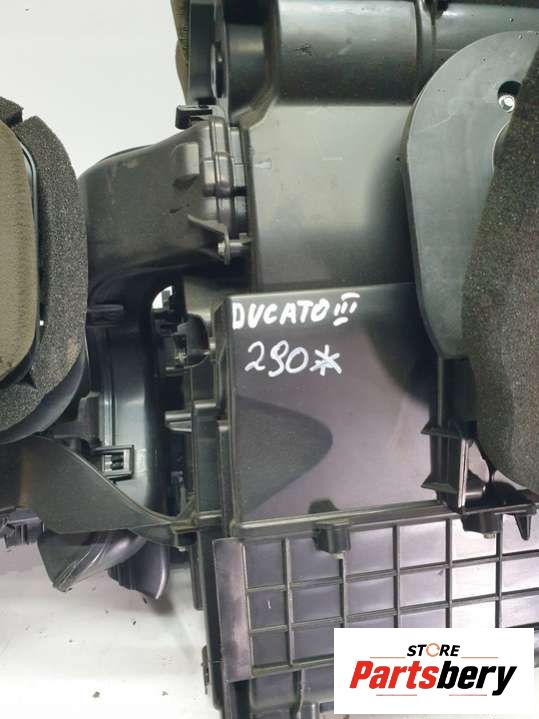 DUCATO III
290*
STORE
Partsbery